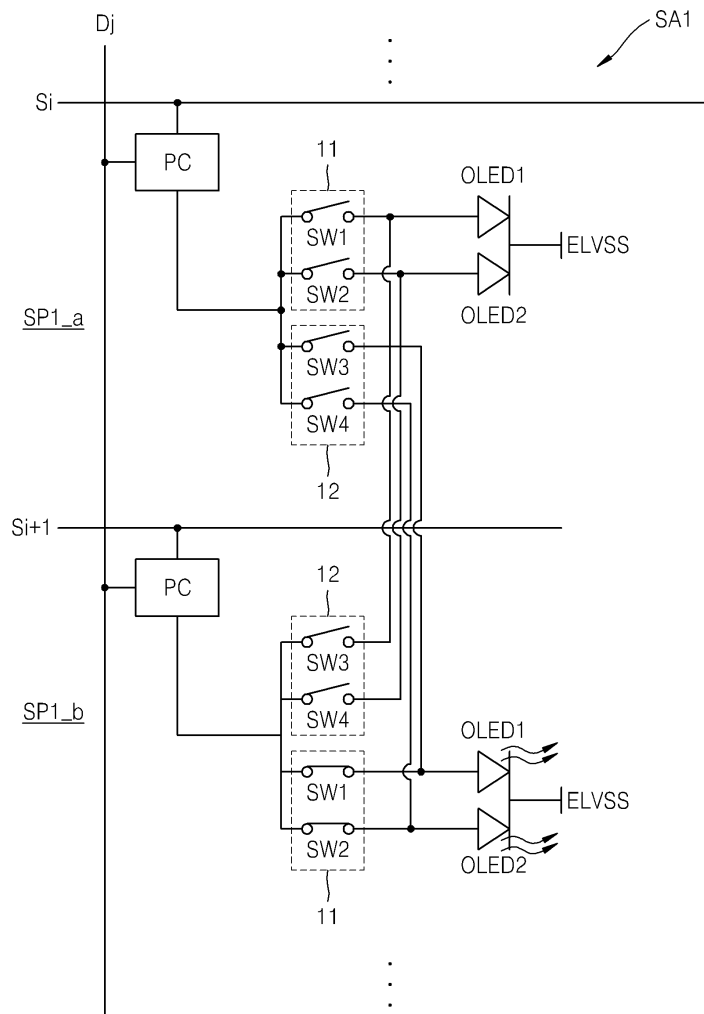 Dj
SA1
Si
PC
11
OLED1
SW1
ELVSS
SW2
OLED2
SP1_a
SW3
SW4
12
Si+1
PC
12
SW3
SP1_b
SW4
OLED1
SW1
ELVSS
SW2
OLED2
11